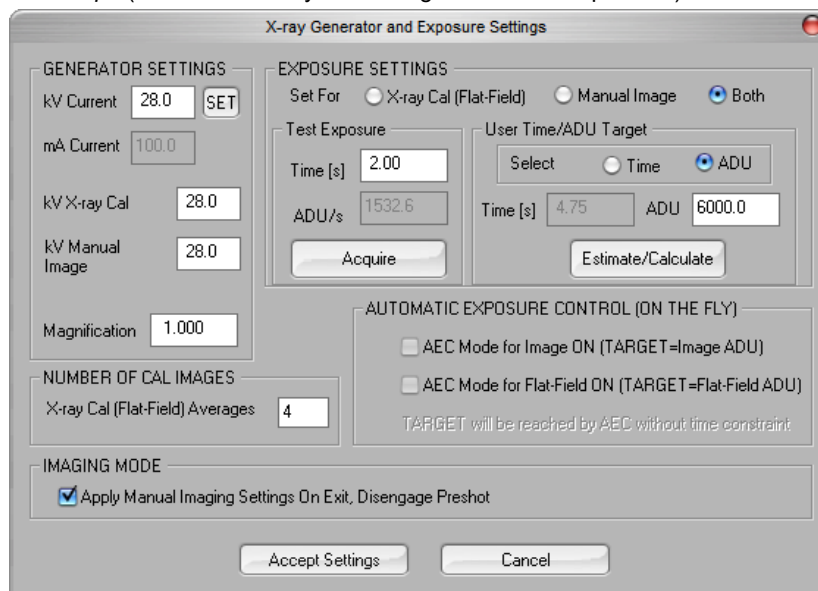 X-ray Generator and Exposure Settings
GENERATOR SETTINGS
kV Current 28.0 SET
mA Current 100.0
kV X-ray Cal 28.0
kV Manual
Image 28.0
Magnification 1.000
EXPOSURE SETTINGS
Set For X-ray Cal (Flat-Field) Manual Image Both
Test Exposure
Time [s] 2.00
ADU/s 1532.6
Acquire
User Time/ADU Target
Select Time ADU
Time [s] 4.75 ADU 6000.0
Estimate/Calculate
AUTOMATIC EXPOSURE CONTROL (ON THE FLY)
AEC Mode for Image ON (TARGET=Image ADU)
AEC Mode for Flat-Field ON (TARGET=Flat-Field ADU)
TARGET will be reached by AEC without time constraint
NUMBER OF CAL IMAGES
X-ray Cal (Flat-Field) Averages 4
IMAGING MODE
Apply Manual Imaging Settings On Exit, Disengage Preshot
Accept Settings Cancel